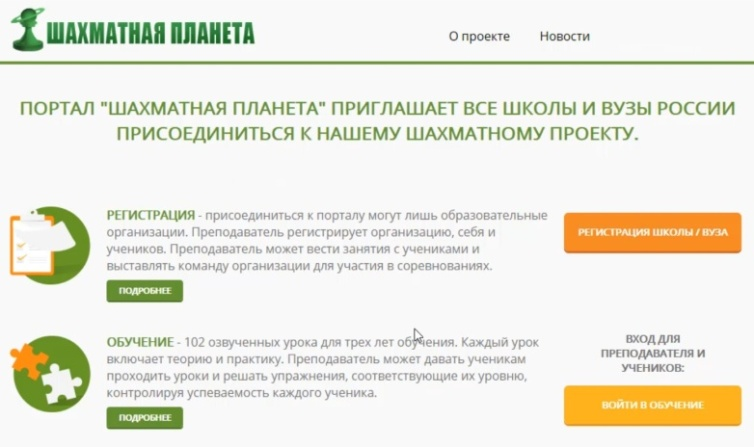 ШАХМАТНАЯ ПЛАНЕТА
О проекте Новости
ПОРТАЛ "ШАХМАТНАЯ ПЛАНЕТА" ПРИГЛАШАЕТ ВСЕ ШКОЛЫ И ВУЗЫ РОССИИ
ПРИСОЕДИНИТЬСЯ К НАШЕМУ ШАХМАТНОМУ ПРОЕКТУ.
РЕГИСТРАЦИЯ - присоединиться к порталу могут лишь образовательные
организации. Преподаватель регистрирует организацию, себя и
учеников. Преподаватель может вести занятия с учениками и
выставлять команду организации для участия в соревнованиях.
ПОДРОБНЕЕ
РЕГИСТРАЦИЯ ШКОЛЫ / ВУЗА
ОБУЧЕНИЕ - 102 озвученных урока для трех лет обучения. Каждый урок
включает теорию и практику. Преподаватель может давать ученикам
проходить уроки и решать упражнения, соответствующие их уровню,
контролируя успеваемость каждого ученика.
ПОДРОБНЕЕ
ВХОД ДЛЯ
ПРЕПОДАВАТЕЛЯ И
УЧЕНИКОВ:
ВОЙТИ В ОБУЧЕНИЕ